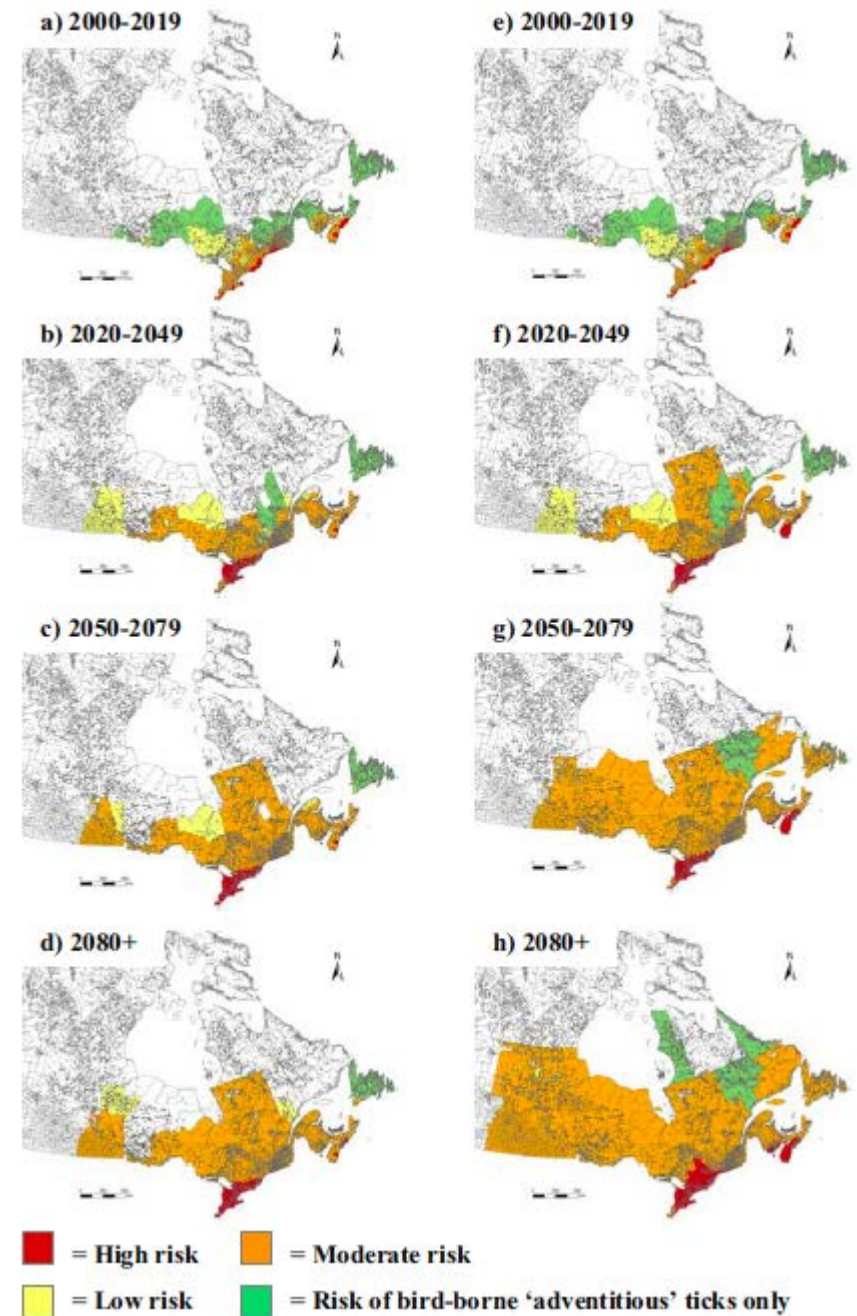 a) 2000-2019
e) 2000-2019
N
N
b) 2020-2049
f) 2020-2049
N
N
c) 2050-2079
g) 2050-2079
N
N
d) 2080+
h) 2080+
N
N
= High risk
= Moderate risk
= Low risk
= Risk of bird-borne ‘adventitious’ ticks only